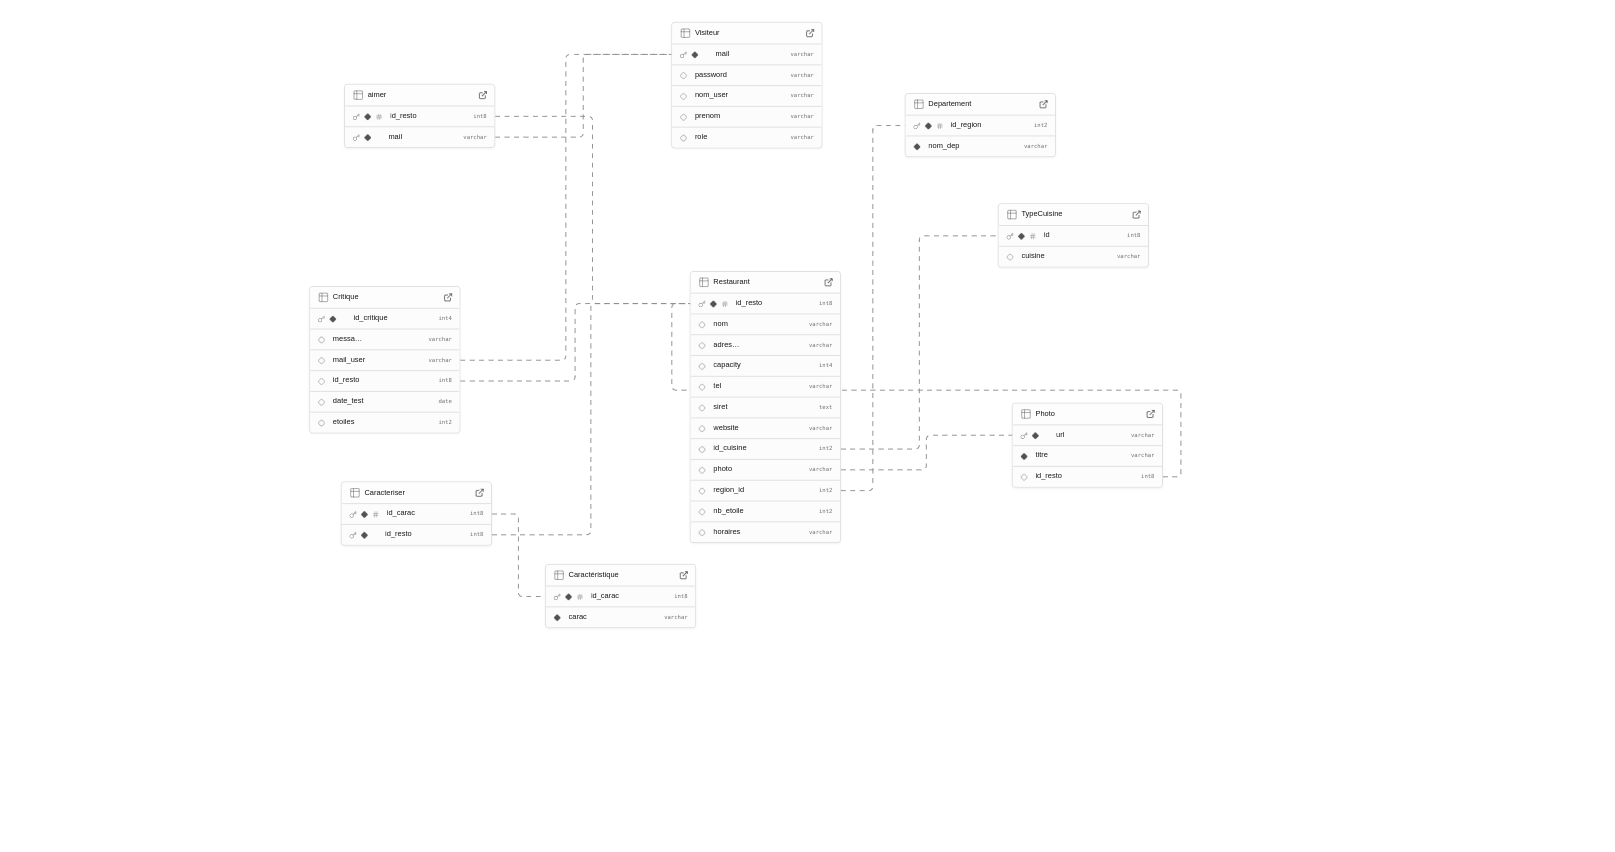 Visiteur
mail varchar
password varchar
nom_user varchar
prenom varchar
role varchar
aimer
id_resto int8
mail varchar
Departement
id_region int2
nom_dep varchar
TypeCuisine
id int8
cuisine varchar
Restaurant
id_resto int8
nom varchar
adres... varchar
capacity int4
tel varchar
siret text
website varchar
id_cuisine int2
photo varchar
region_id int2
nb_etoile int2
horaires varchar
Critique
id_critique int4
messa... varchar
mail_user varchar
id_resto int8
date_test date
etoiles int2
Photo
url varchar
titre varchar
id_resto int8
Caracteriser
id_carac int8
id_resto int8
Caractéristique
id_carac int8
carac varchar